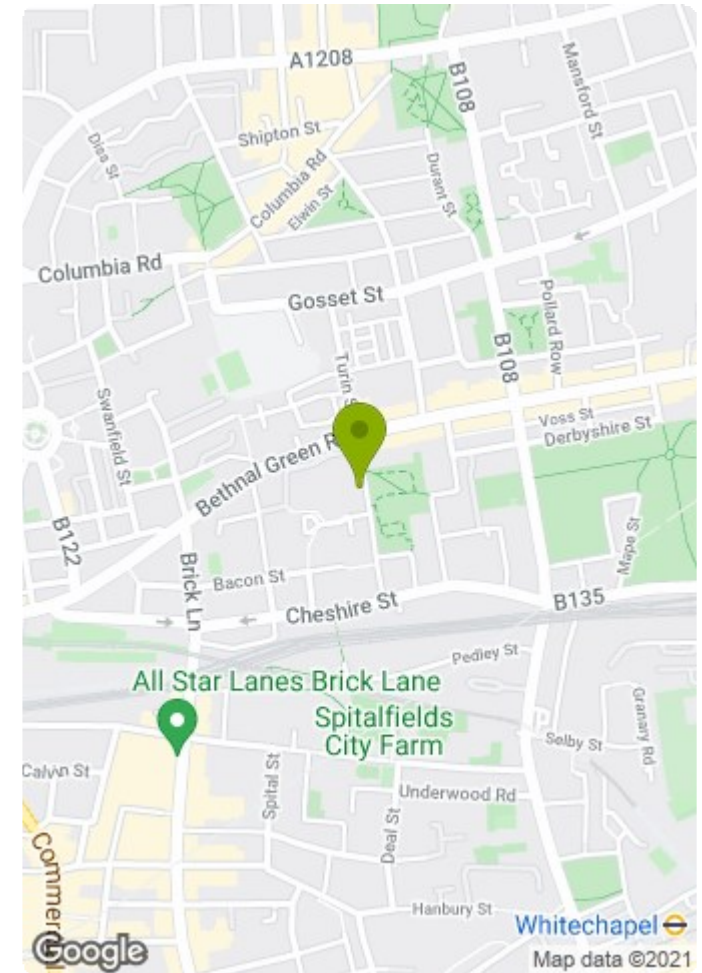 A1208
B108
Mansford St
Shipton St
Diss St
Columbia Rd
Durant St
Elwin St
Columbia Rd
Gosset St
Pollard Row
B108
Turin S
Swanfield St
Voss St
Derbyshire St
Bethnal Green R
B122
Mape St
Brick Ln
Bacon St
Cheshire St
B135
Pedley St
All Star Lanes Brick Lane
Spitalfields
City Farm
Granary Rd
Selby St
Calvin St
Spital St
Underwood Rd
Deal St
Commercial
Hanbury St
Whitechapel
Google
Map data ©2021